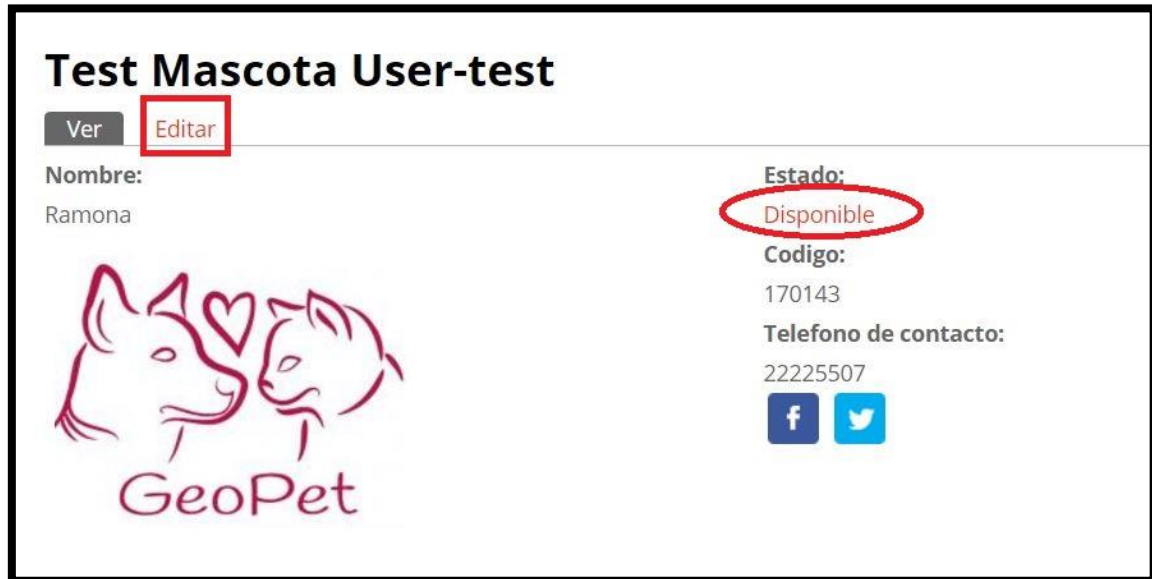 Test Mascota User-test
Ver Editar
Nombre:
Ramona
GeoPet
Estado:
Disponible
Codigo:
170143
Telefono de contacto:
22225507